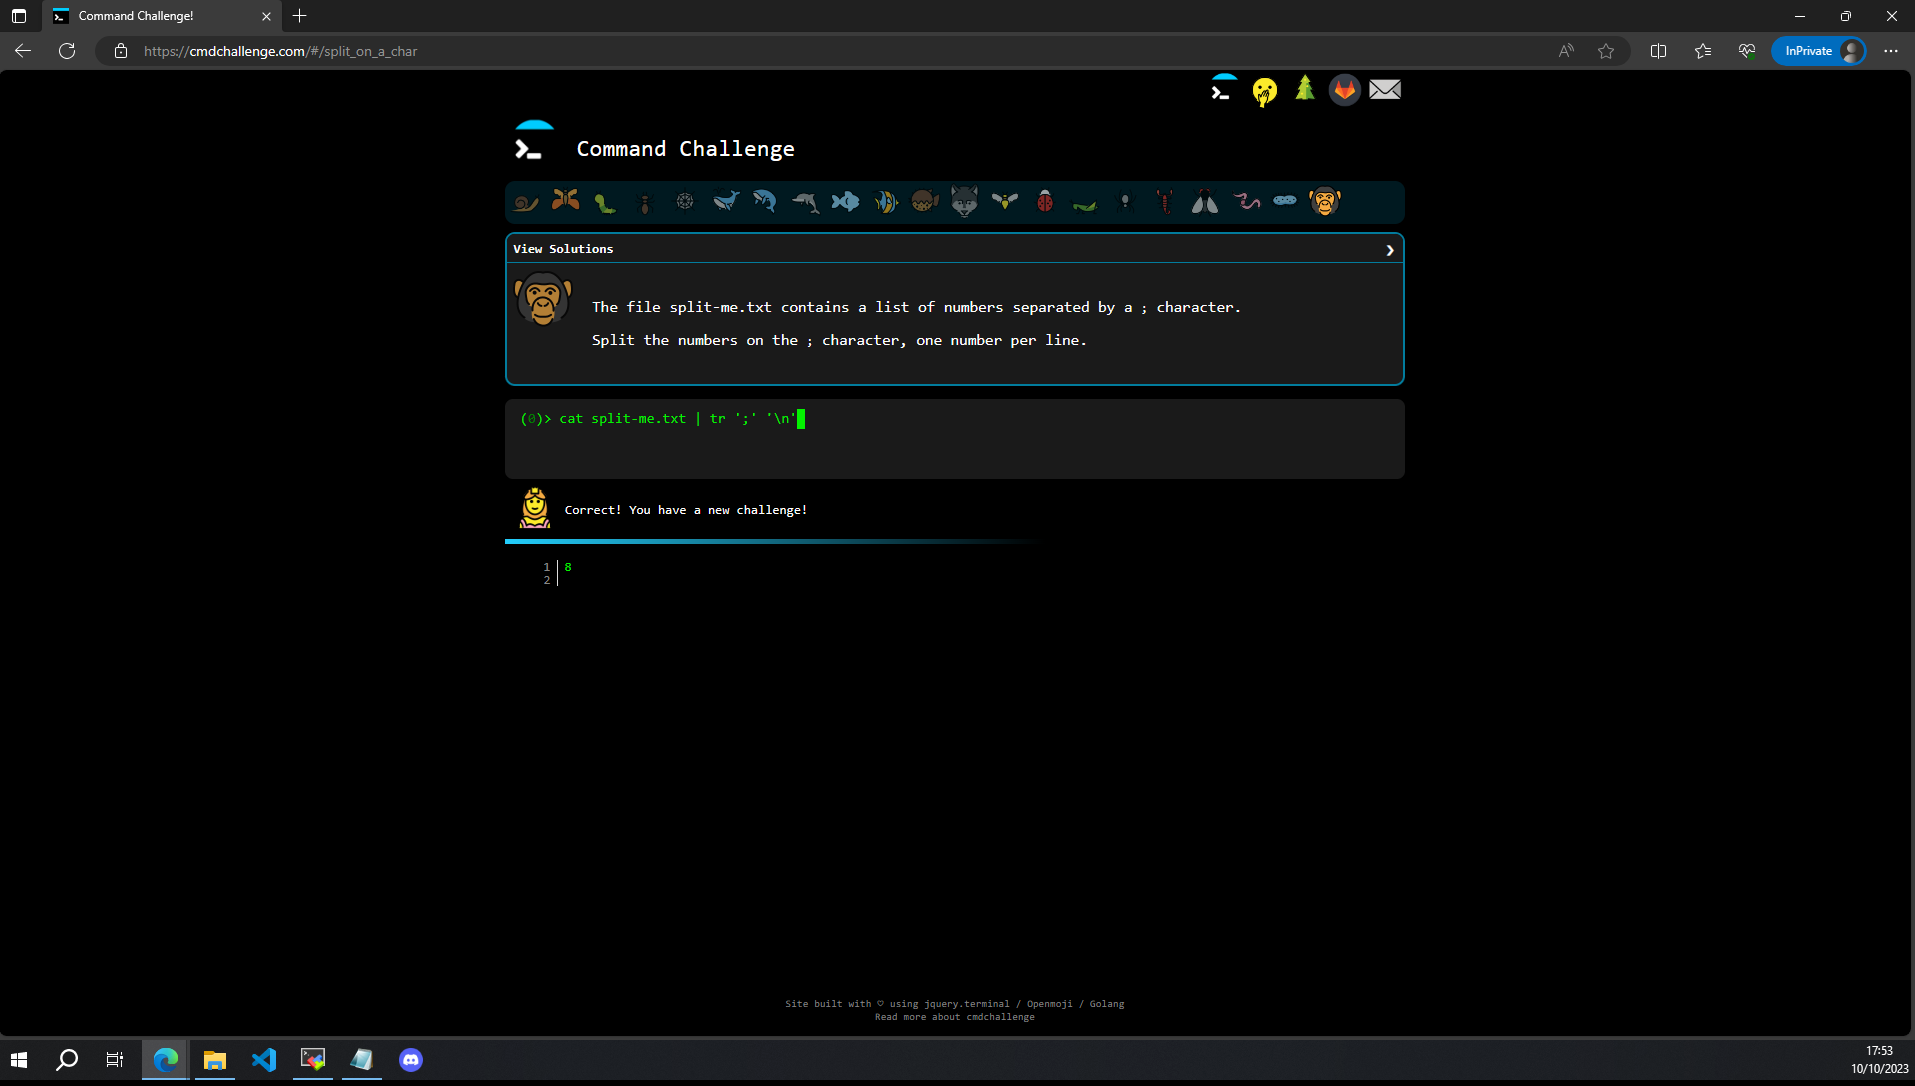 Command Challenge!
https://cmdchallenge.com/#/split_on_a_char
InPrivate
Command Challenge
View Solutions
The file split-me.txt contains a list of numbers separated by a ; character.
Split the numbers on the ; character, one number per line.
(0)> cat split-me.txt | tr ';' '\n'
Correct! You have a new challenge!
1 8
2
Site built with ♡ using jquery.terminal / Openmoji / Golang
Read more about cmdchallenge
17:53
10/10/2023